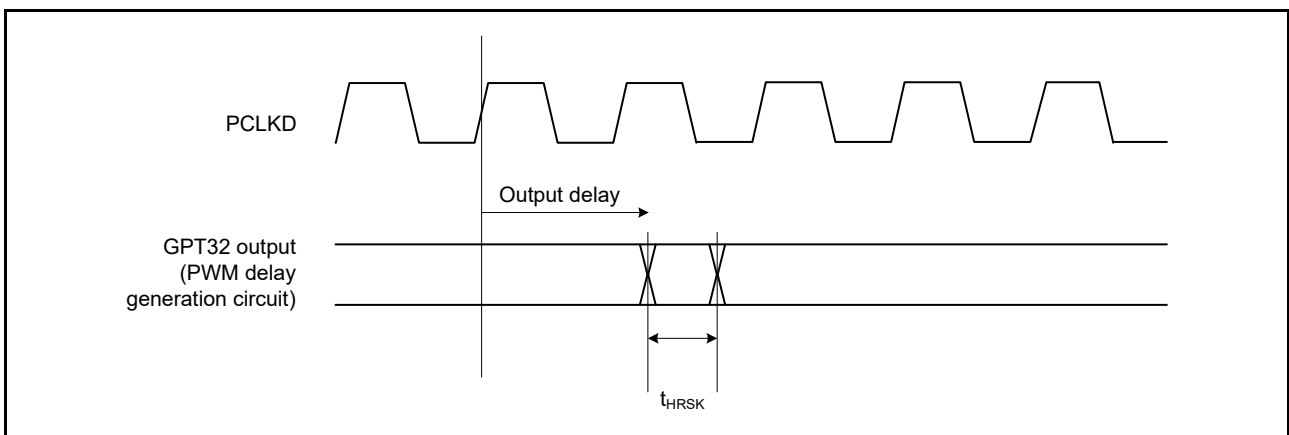 PCLKD
Output delay
GPT32 output
(PWM delay
generation circuit)
tHRSK